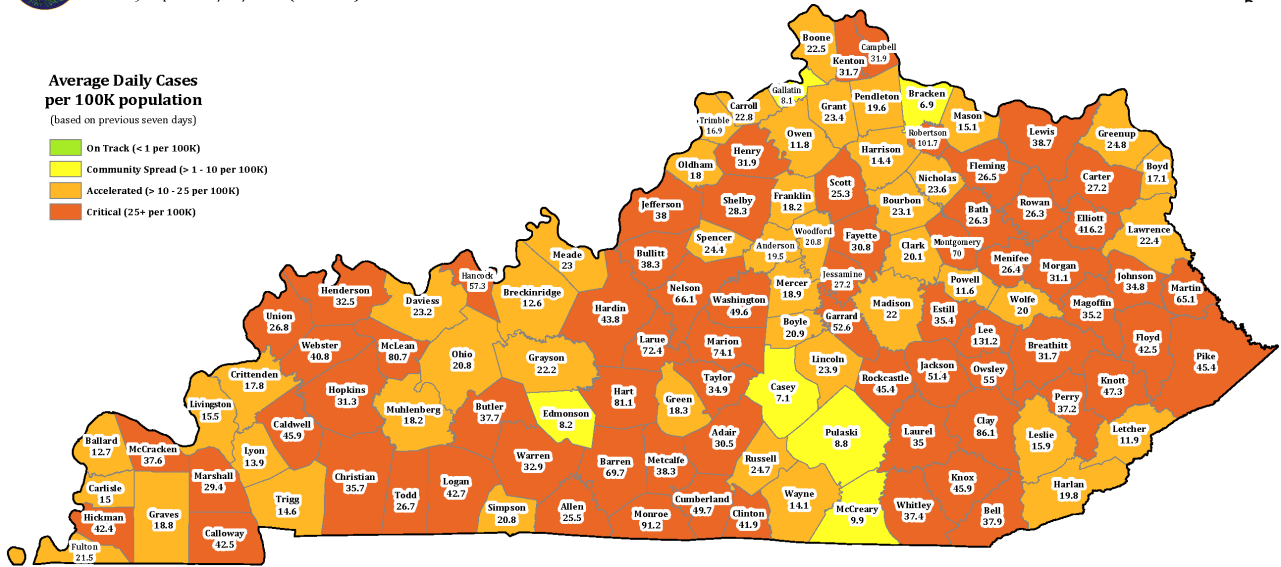 Average Daily Cases
per 100K population
(based on previous seven days)
On Track (< 1 per 100K)
Community Spread (> 1 - 10 per 100K)
Accelerated (> 10 - 25 per 100K)
Critical (25+ per 100K)
Boone
22.5
Kenton
31.7
Campbell
31.9
Gallatin
8.1
Carroll
22.8
Trimble
16.9
Grant
23.4
Pendleton
19.6
Bracken
6.9
Mason
15.1
Robertson
101.7
Owen
11.8
Lewis
38.7
Greenup
24.8
Henry
31.9
Oldham
18
Harrison
14.4
Fleming
26.5
Boyd
17.1
Nicholas
23.6
Carter
27.2
Scott
25.3
Shelby
28.3
Franklin
18.2
Jefferson
38
Bourbon
23.1
Bath
26.3
Rowan
26.3
Elliott
416.2
Lawrence
22.4
Spencer
24.4
Anderson
19.5
Woodford
20.8
Fayette
30.8
Clark
20.1
Montgomery
70
Bullitt
38.3
Meade
23
Menifee
26.4
Morgan
31.1
Johnson
34.8
Martin
65.1
Hancock
57.3
Henderson
32.5
Daviess
23.2
Breckinridge
12.6
Nelson
66.1
Washington
49.6
Mercer
18.9
Jessamine
27.2
Powell
11.6
Madison
22
Estill
35.4
Wolfe
20
Magoffin
35.2
Union
26.8
Hardin
43.8
Boyle
20.9
Garrard
52.6
Lee
131.2
Floyd
42.5
Webster
40.8
McLean
80.7
Ohio
20.8
Grayson
22.2
Larue
72.4
Marion
74.1
Lincoln
23.9
Breathitt
31.7
Pike
45.4
Crittenden
17.8
Hopkins
31.3
Taylor
34.9
Casey
7.1
Rockcastle
45.4
Jackson
51.4
Owsley
55
Knott
47.3
Livingston
15.5
Muhlenberg
18.2
Butler
37.7
Edmonson
8.2
Hart
81.1
Green
18.3
Perry
37.2
Caldwell
45.9
Adair
30.5
Pulaski
8.8
Laurel
35
Clay
86.1
Leslie
15.9
Letcher
11.9
Ballard
12.7
McCracken
37.6
Lyon
13.9
Warren
32.9
Barren
69.7
Metcalfe
38.3
Russell
24.7
Marshall
29.4
Christian
35.7
Todd
26.7
Logan
42.7
Knox
45.9
Harlan
19.8
Carlisle
15
Trigg
14.6
Simpson
20.8
Allen
25.5
Monroe
91.2
Cumberland
49.7
Clinton
41.9
Wayne
14.1
McCreary
9.9
Whitley
37.4
Bell
37.9
Hickman
42.4
Graves
18.8
Calloway
42.5
Fulton
21.5